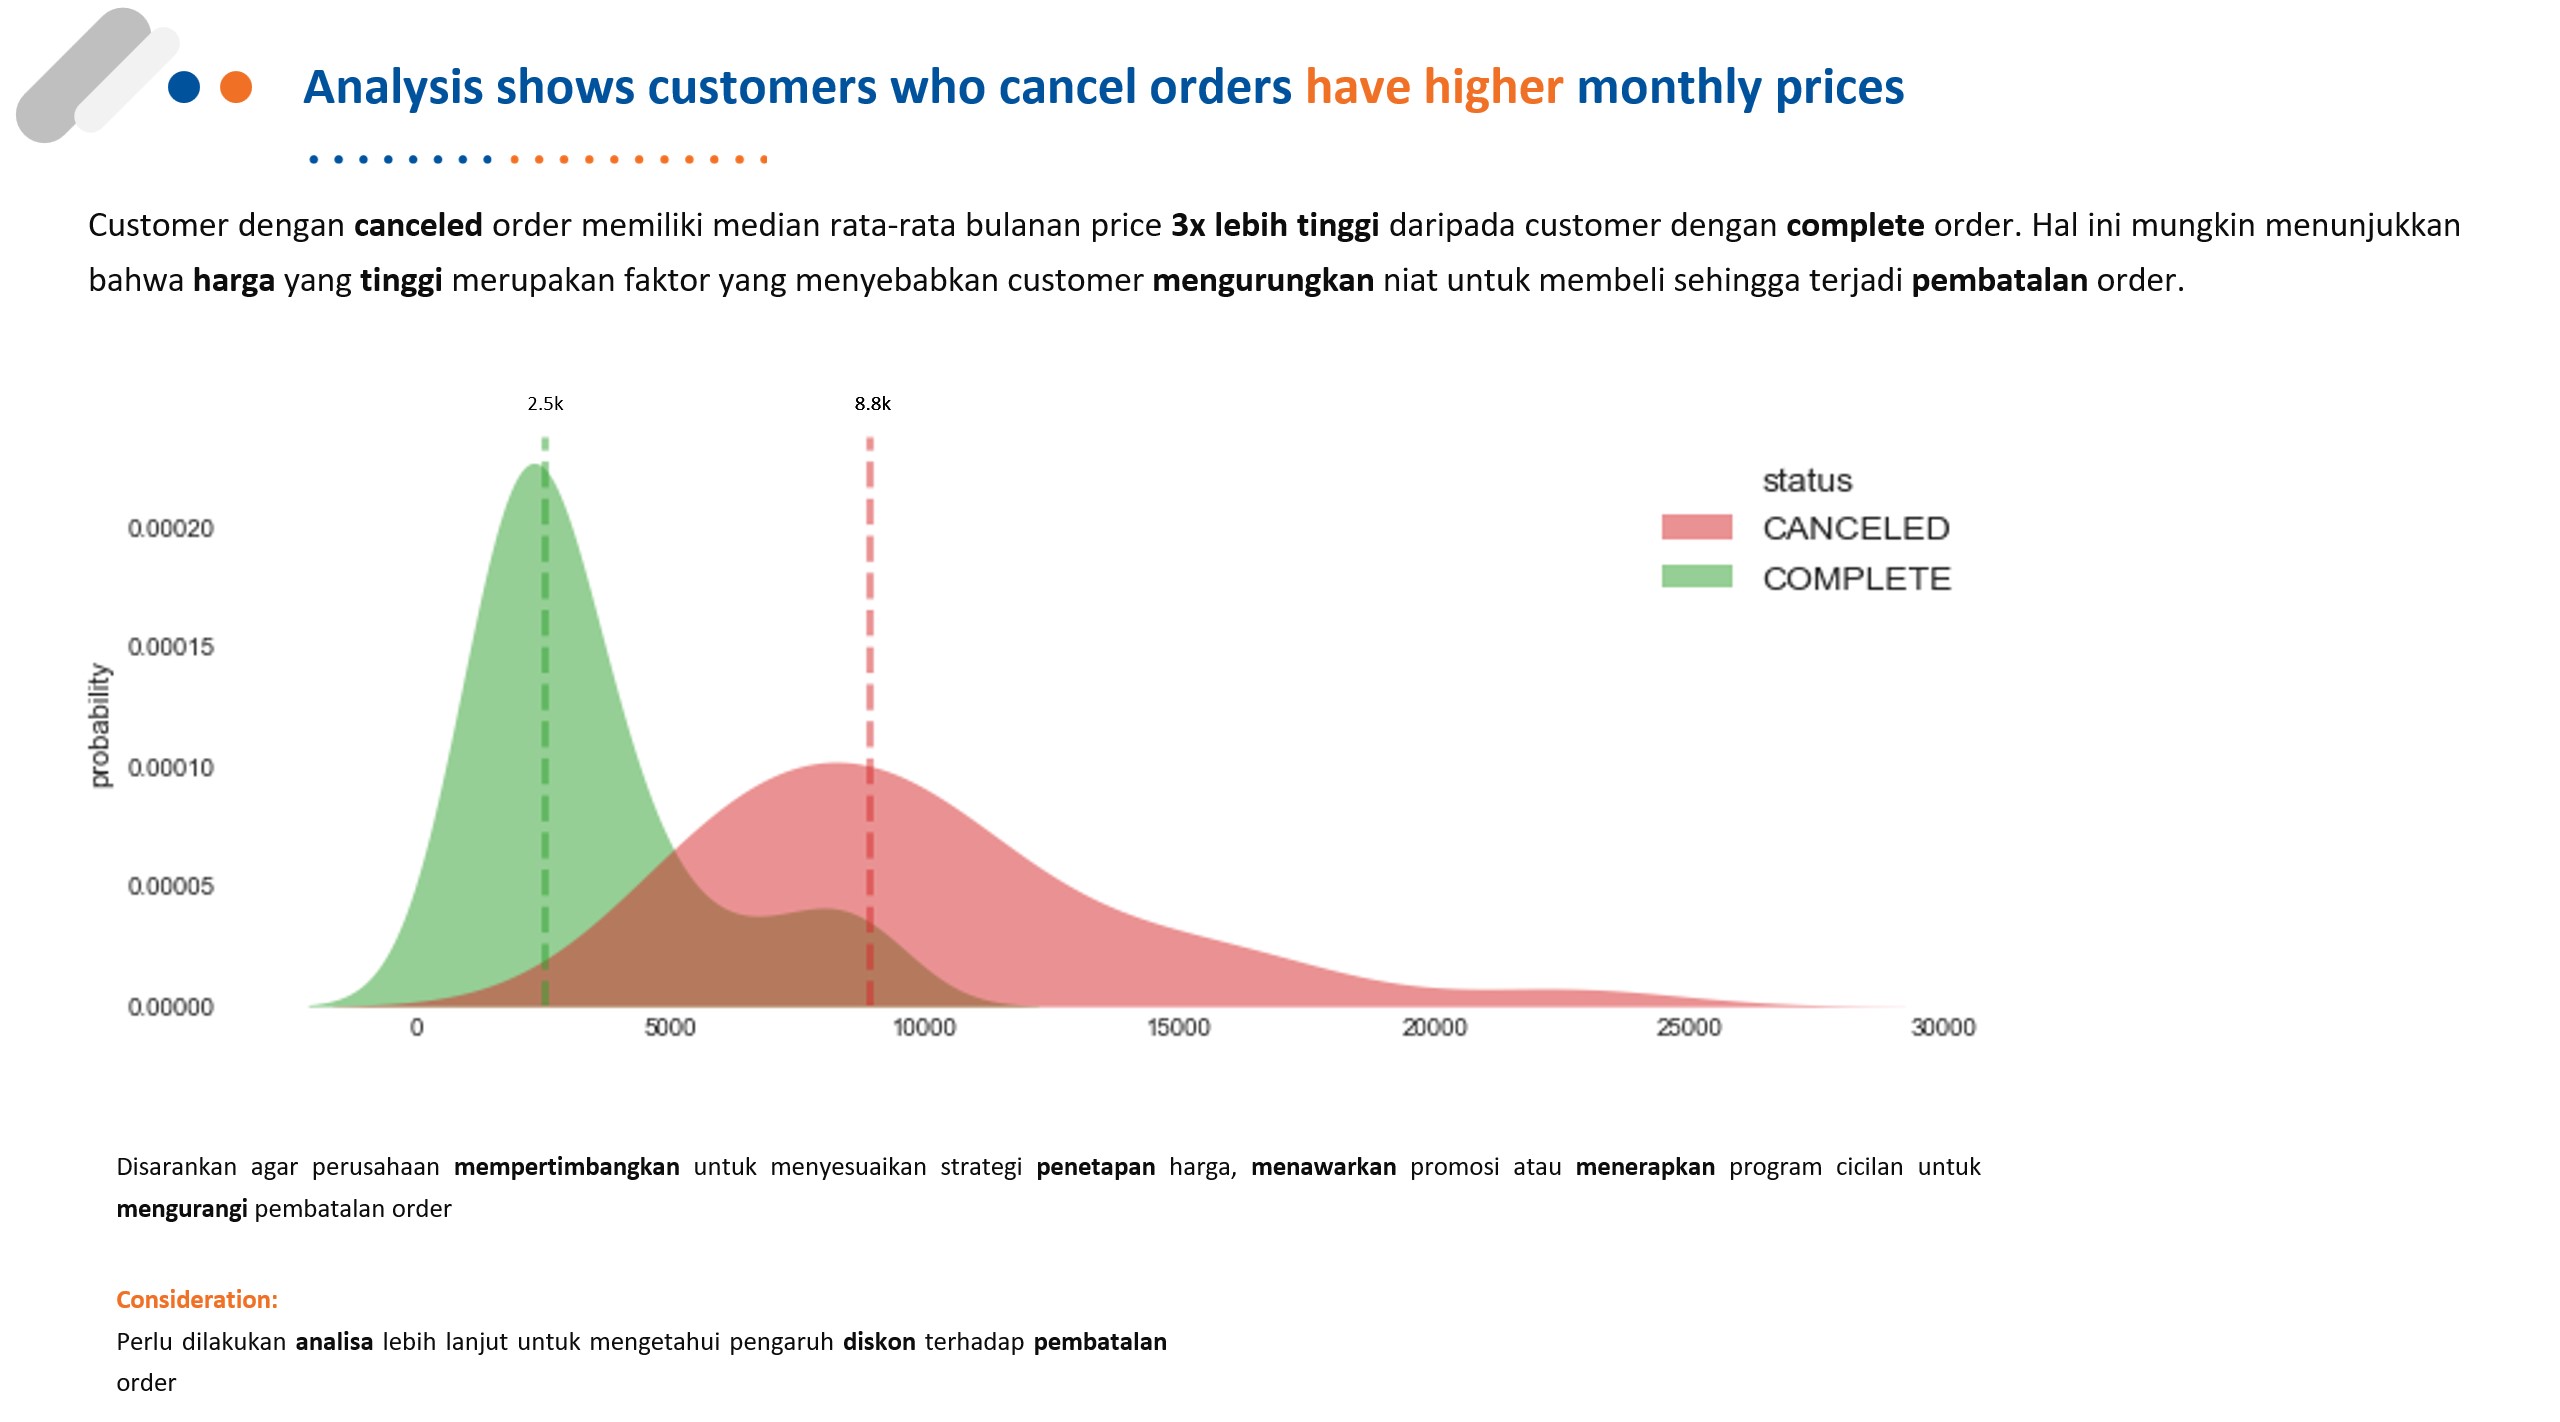 Analysis shows customers who cancel orders have higher monthly prices
Customer dengan canceled order memiliki median rata-rata bulanan price 3x lebih tinggi daripada customer dengan complete order. Hal ini mungkin menunjukkan
bahwa harga yang tinggi merupakan faktor yang menyebabkan customer mengurungkan niat untuk membeli sehingga terjadi pembatalan order.
2.5k
8.8k
status
CANCELED
COMPLETE
probability
0.00020
0.00015
0.00010
0.00005
0.00000
0
5000
10000
15000
20000
25000
30000
Disarankan agar perusahaan mempertimbangkan untuk menyesuaikan strategi penetapan harga, menawarkan promosi atau menerapkan program cicilan untuk
mengurangi pembatalan order
Consideration:
Perlu dilakukan analisa lebih lanjut untuk mengetahui pengaruh diskon terhadap pembatalan
order